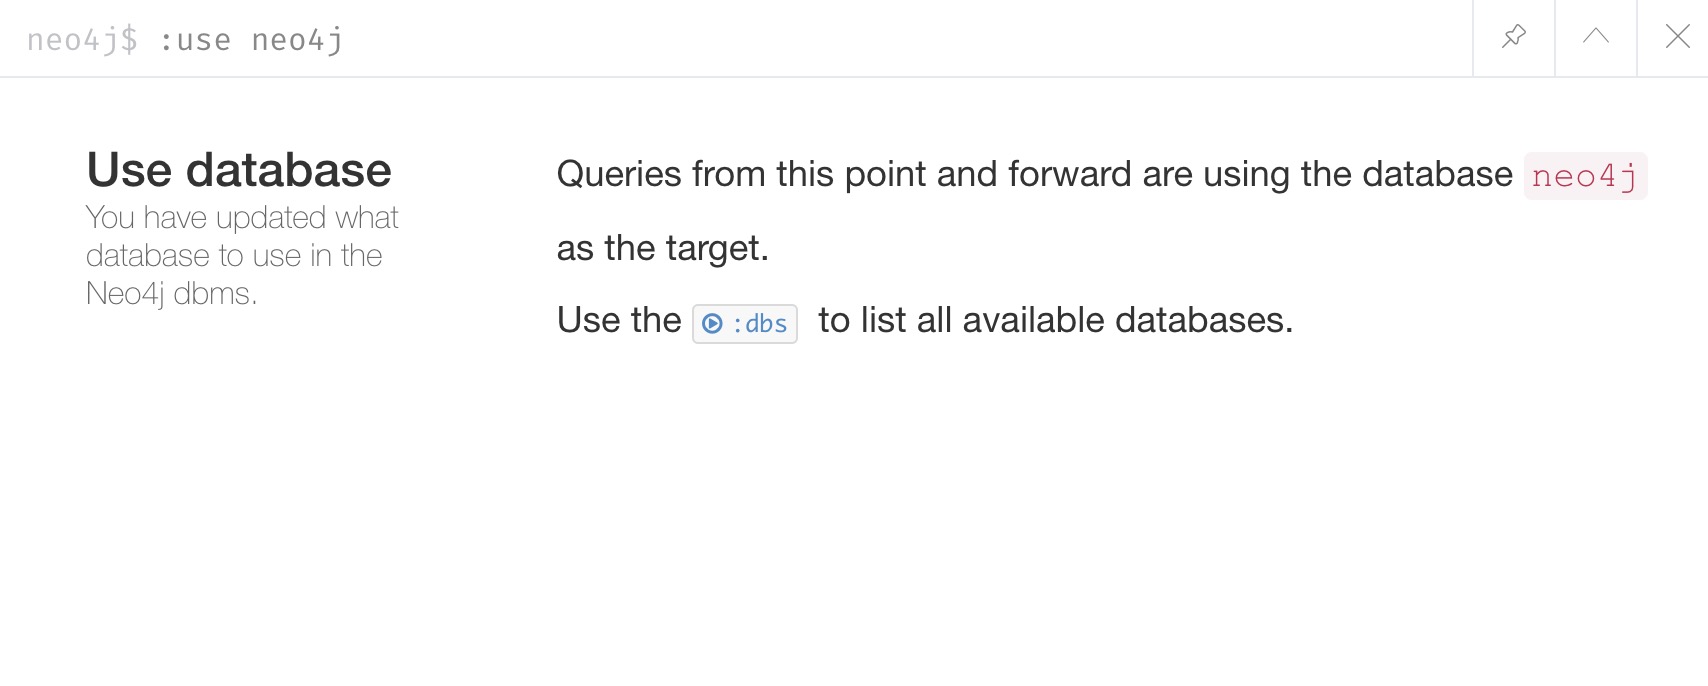 neo4j$ :use neo4j
Use database
You have updated what
database to use in the
Neo4j dbms.
Queries from this point and forward are using the database neo4j
as the target.
Use the :dbs to list all available databases.